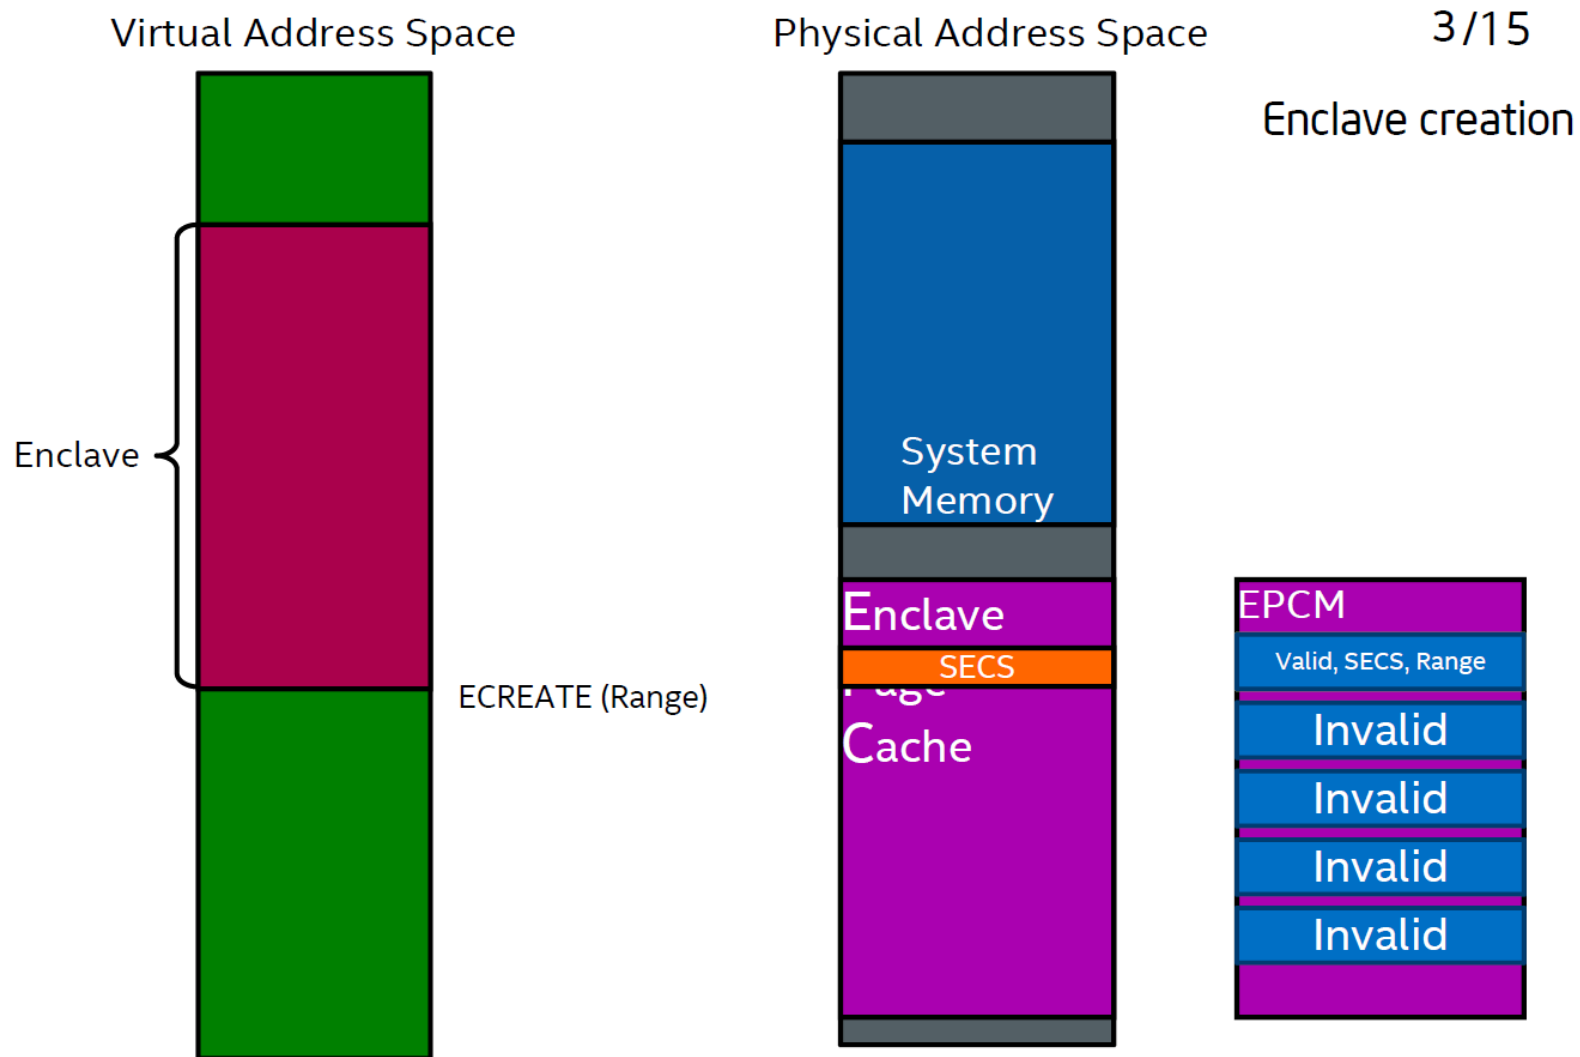 Virtual Address Space
Physical Address Space
3/15
Enclave creation
Enclave
ECREATE (Range)
System
Memory
Enclave
SECS
Page
Cache
EPCM
Valid, SECS, Range
Invalid
Invalid
Invalid
Invalid